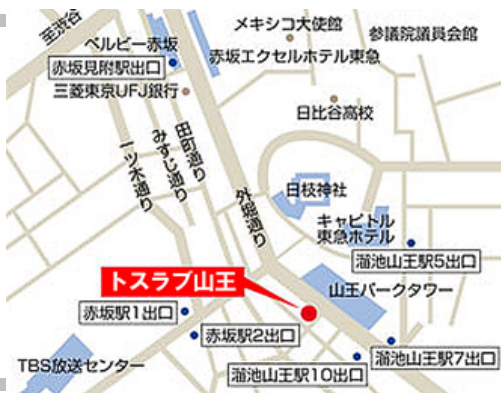 至渋谷
メキシコ大使館
参議院議員会館
ベルビー赤坂
赤坂エクセルホテル東急
赤坂見附駅出口
三菱東京UFJ銀行
日比谷高校
田町通り
みすじ通り
一ツ木通り
外堀通り
日枝神社
キャピトル
東急ホテル
溜池山王駅5出口
トスラブ山王
山王パークタワー
赤坂駅1出口
赤坂駅2出口
溜池山王駅7出口
TBS放送センター
溜池山王駅10出口